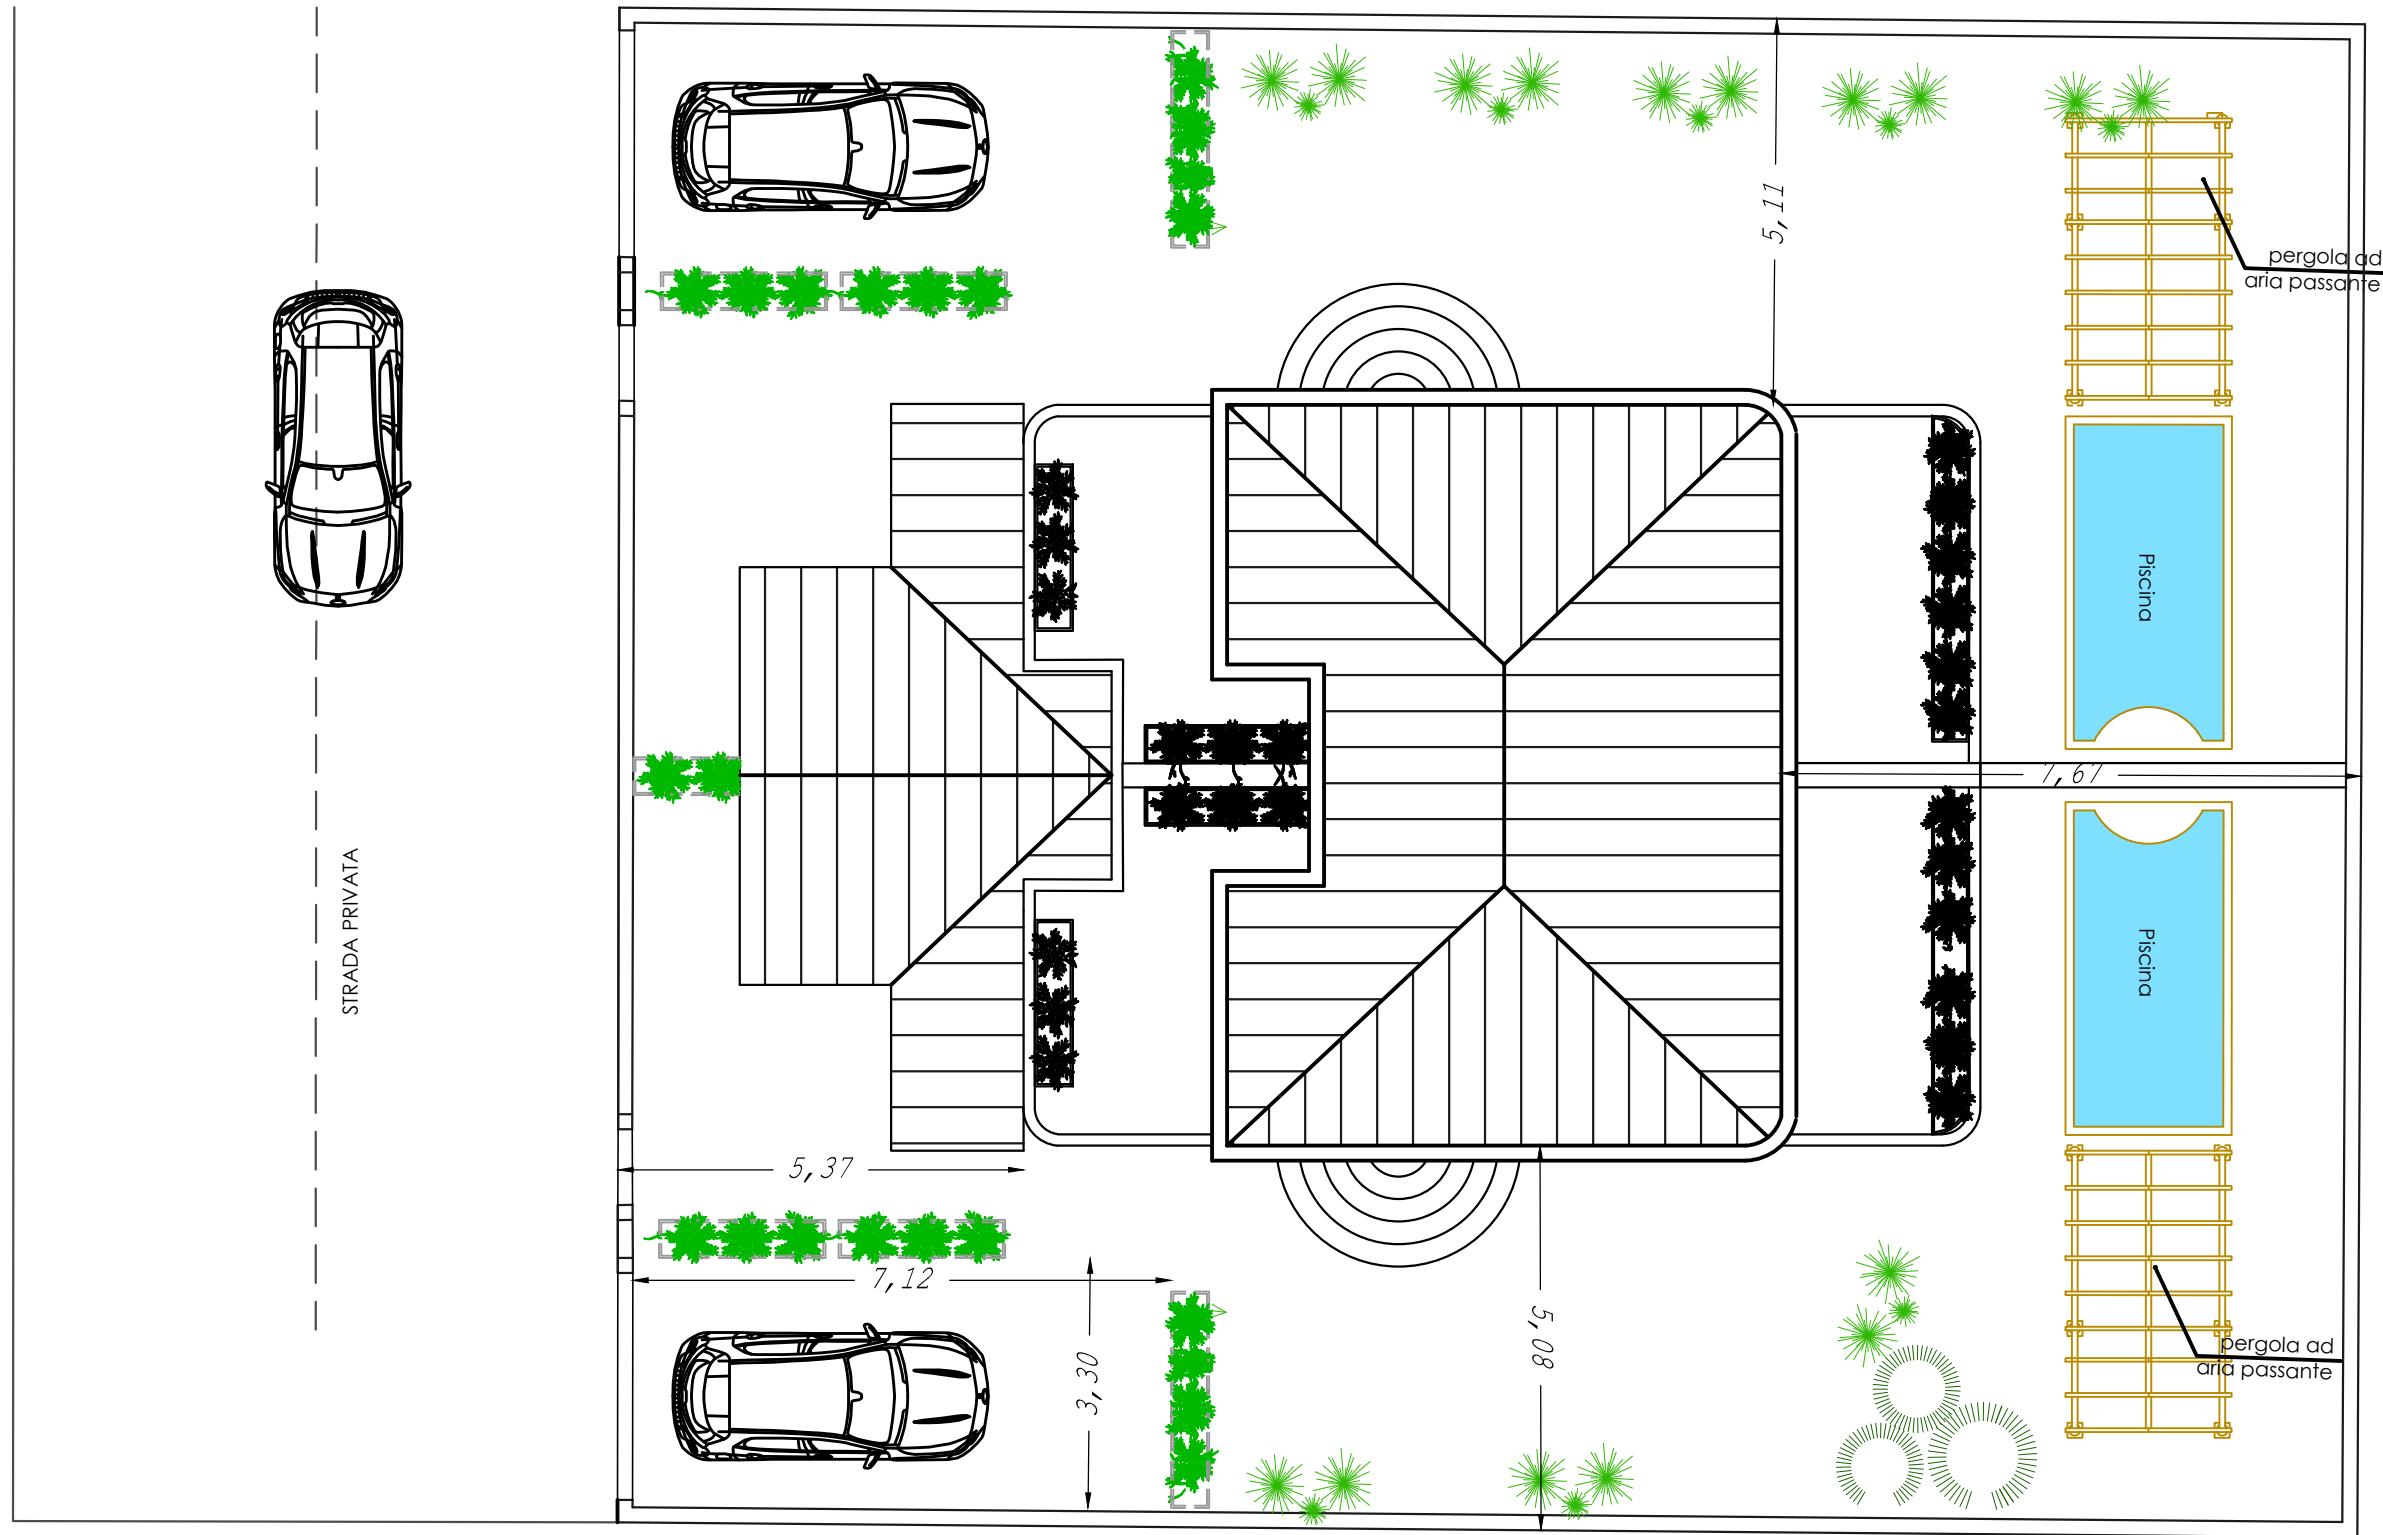 5,11
pergola ad
aria passante
Piscina
7,67
STRADA PRIVATA
Piscina
5,37
7,12
3,30
5,08
pergola ad
aria passante